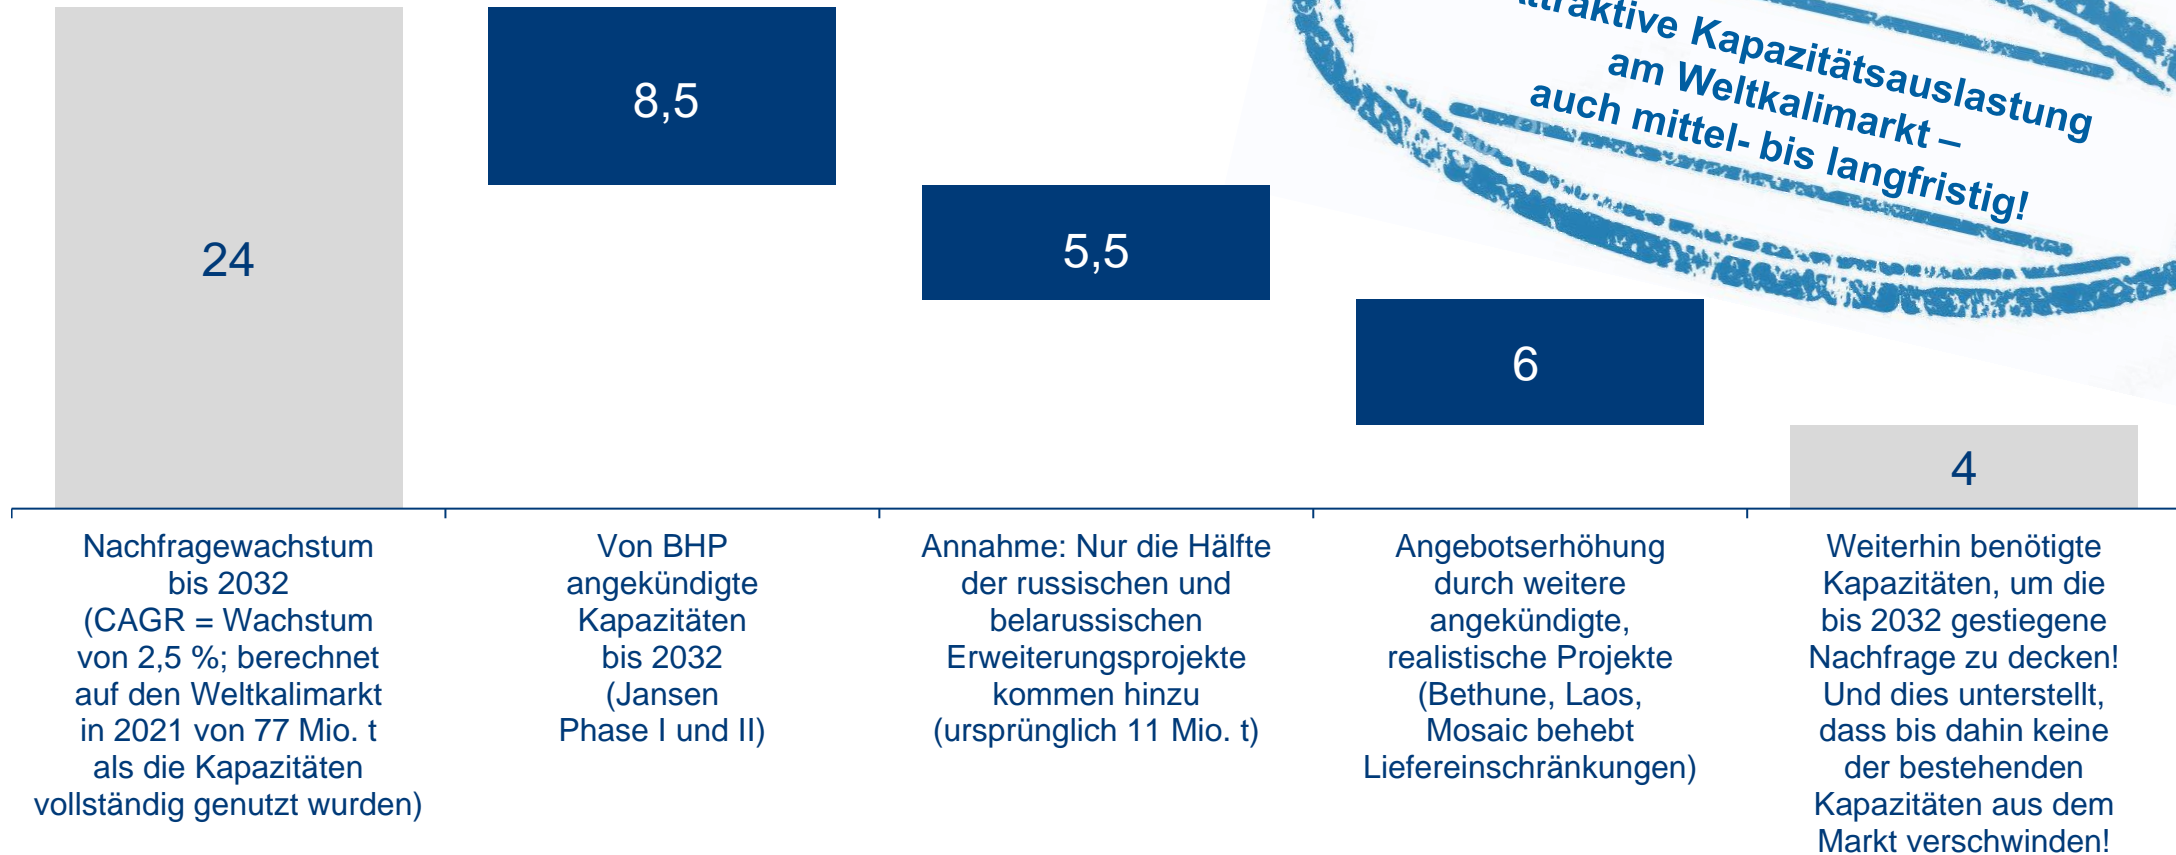 8,5
24
5,5
6
4
attraktive Kapazitätsauslastung
am Weltkalimarkt –
auch mittel- bis langfristig!
Nachfragewachstum
bis 2032
(CAGR = Wachstum
von 2,5 %; berechnet
auf den Weltkalimarkt
in 2021 von 77 Mio. t
als die Kapazitäten
vollständig genutzt wurden)
Von BHP
angekündigte
Kapazitäten
bis 2032
(Jansen
Phase I und II)
Annahme: Nur die Hälfte
der russischen und
belarussischen
Erweiterungsprojekte
kommen hinzu
(ursprünglich 11 Mio. t)
Angebotserhöhung
durch weitere
angekündigte,
realistische Projekte
(Bethune, Laos,
Mosaic behebt
Liefereinschränkungen)
Weiterhin benötigte
Kapazitäten, um die
bis 2032 gestiegene
Nachfrage zu decken!
Und dies unterstellt,
dass bis dahin keine
der bestehenden
Kapazitäten aus dem
Markt verschwinden!